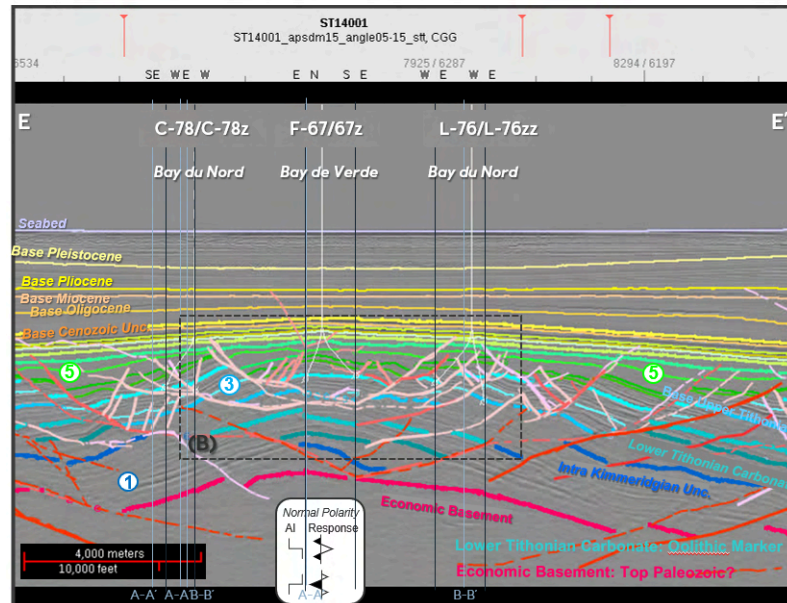 ST14001
ST14001_apsdm15_angle05-15_stt, CGG
6534
7925 / 6287
8294 / 6197
SE W E W E N S E W E W E
E
C-78/C-78z
F-67/67z
L-76/L-76zz
E'
Bay du Nord
Bay de Verde
Bay du Nord
Seabed
Base Pleistocene
Base Pliocene
Base Miocene
Base Oligocene
Base Cenozoic Unc.
5
3
5
Base Upper Tithonia
(B)
Lower Tithonian Carbonate
1
Intra Kimmeridgian Unc.
Economic Basement
Normal Polarity
AI Response
4,000 meters
10,000 feet
Lower Tithonian Carbonate: Oolithic Marker
Economic Basement: Top Paleozoic?
A-A' A-A' B-B' A-A' B-B'